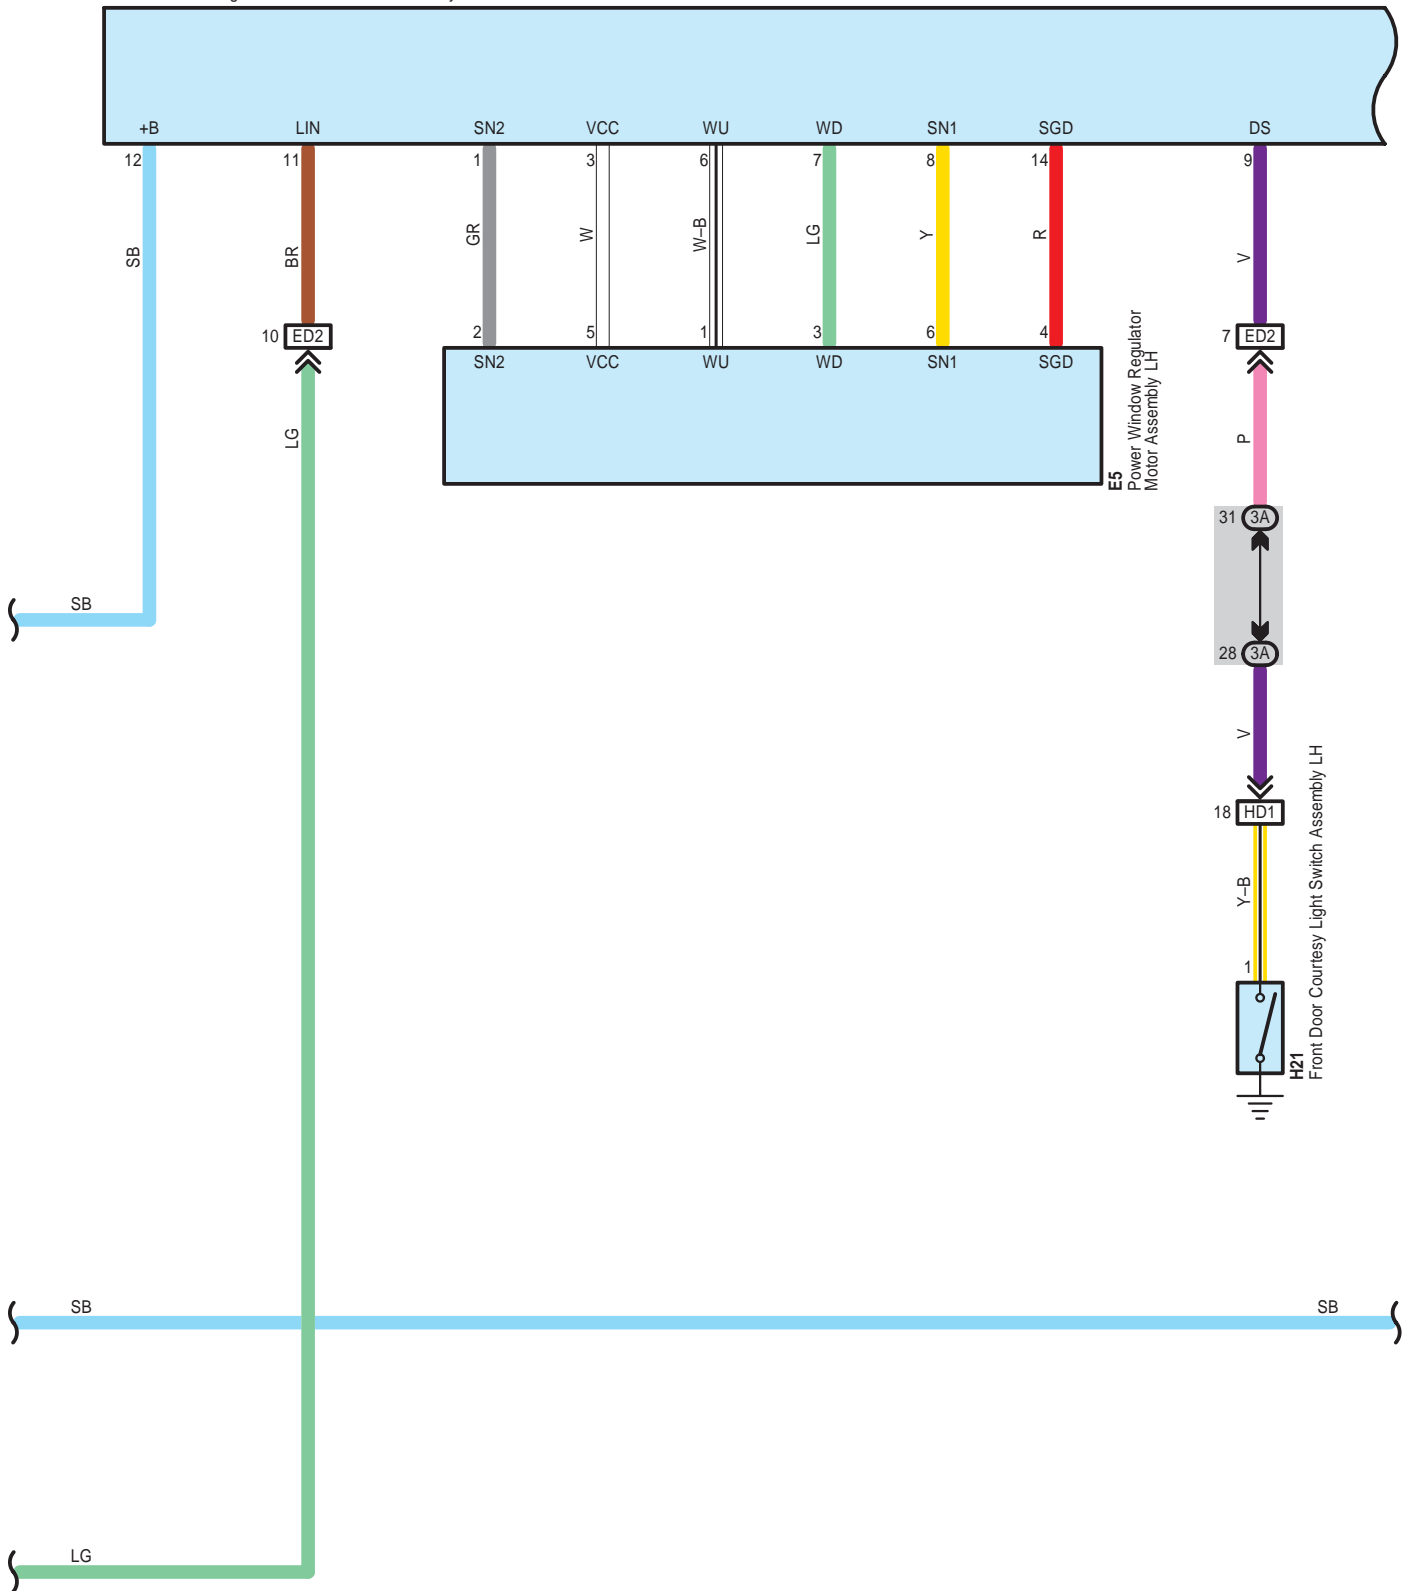 +B LIN SN2 VCC WU WD SN1 SGD DS
12 11 1 3 6 7 8 14 9
SB BR GR W W–B LG Y R V
10 ED2 2 5 1 3 6 4 7 ED2
SN2 VCC WU WD SN1 SGD
E5
Power Window Regulator
Motor Assembly LH
LG
P
31 3A
SB
28 3A
V
18 HD1
Y–B
1
H21
Front Door Courtesy Light Switch Assembly LH
SB SB
LG